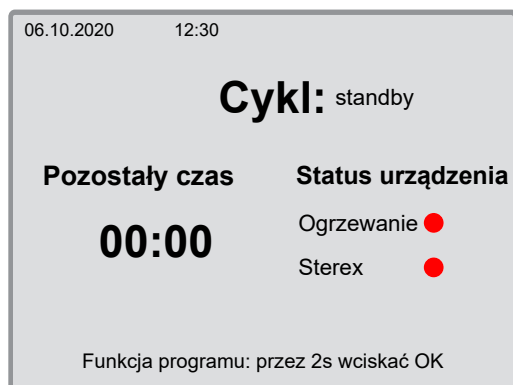 06.10.2020 12:30
Cykl: standby
Pozostały czas Status urządzenia
00:00
Ogrzewanie
Sterex
Funkcja programu: przez 2s wciskać OK